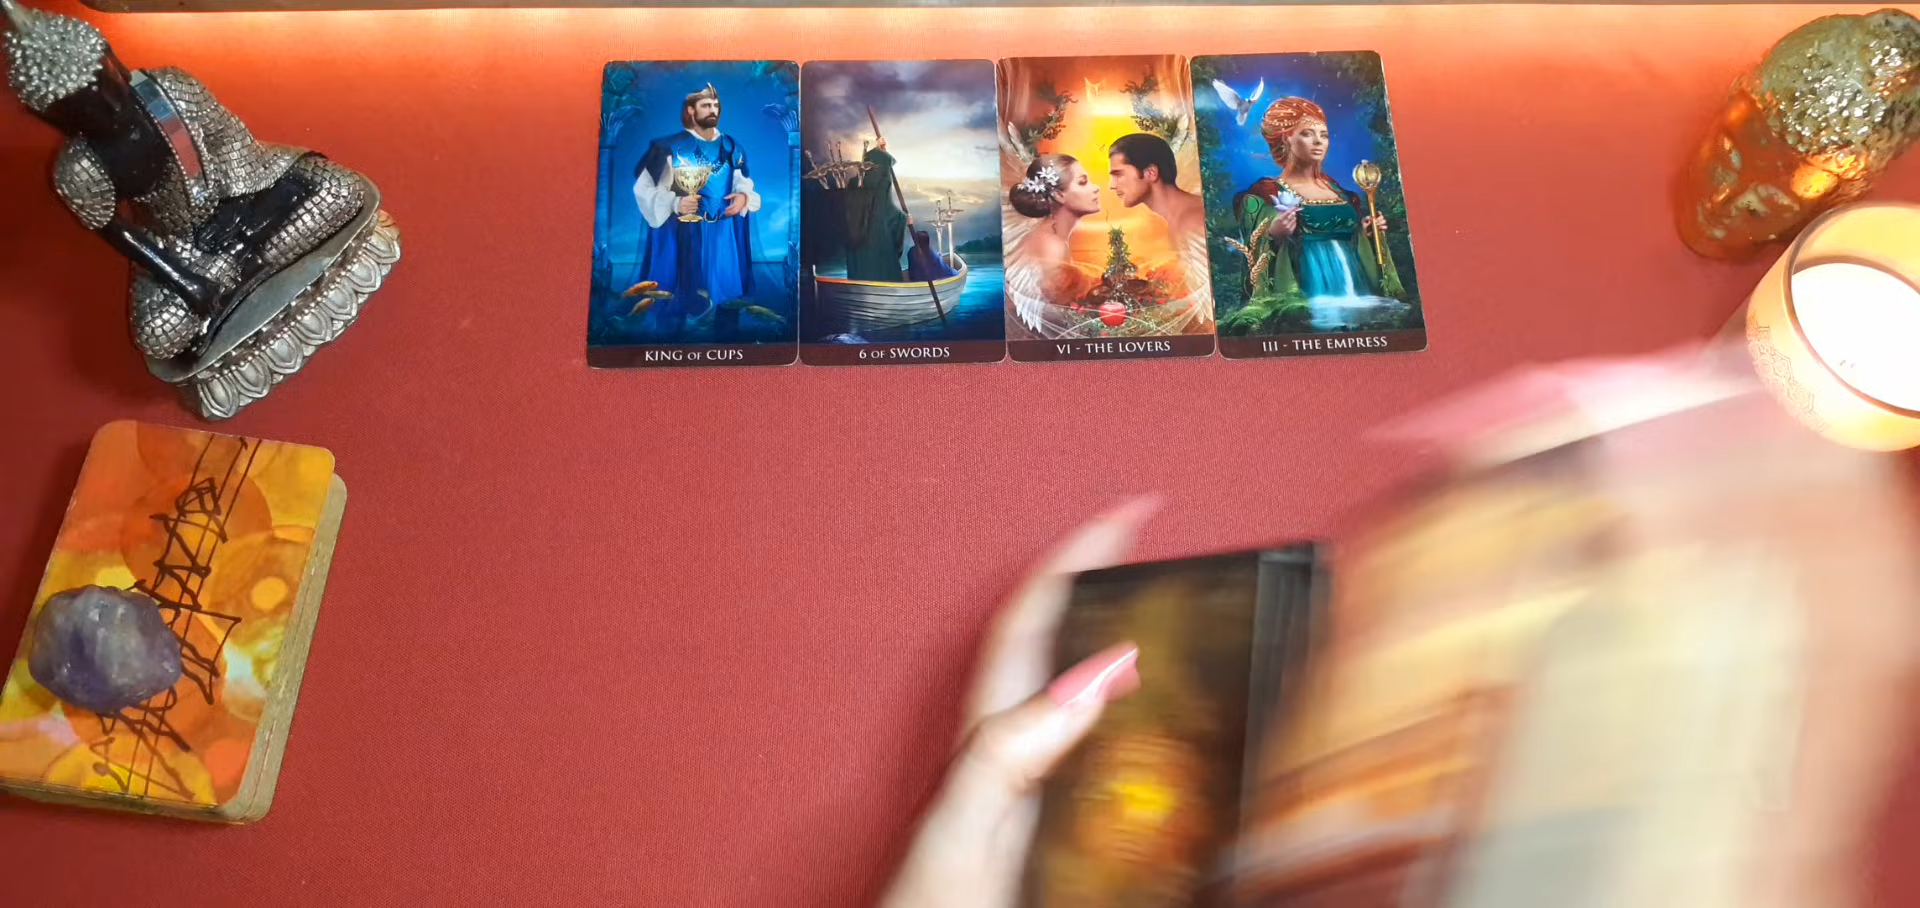 KING OF CUPS
6 OF SWORDS
VI - THE LOVERS
III - THE EMPRESS